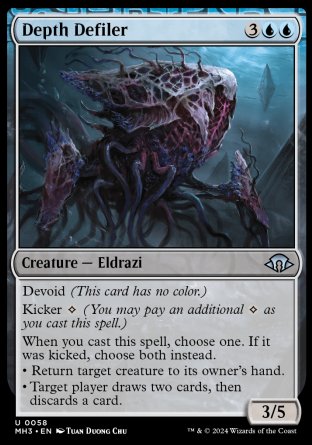 Depth Defiler 3
Creature — Eldrazi
Devoid (This card has no color.)
Kicker (You may pay an additional as
you cast this spell.)
When you cast this spell, choose one. If it
was kicked, choose both instead.
• Return target creature to its owner's hand.
• Target player draws two cards, then
discards a card.
3/5
U 0058
MH3 • EN Tuan Duong Chu
™ & © 2024 Wizards of the Coast